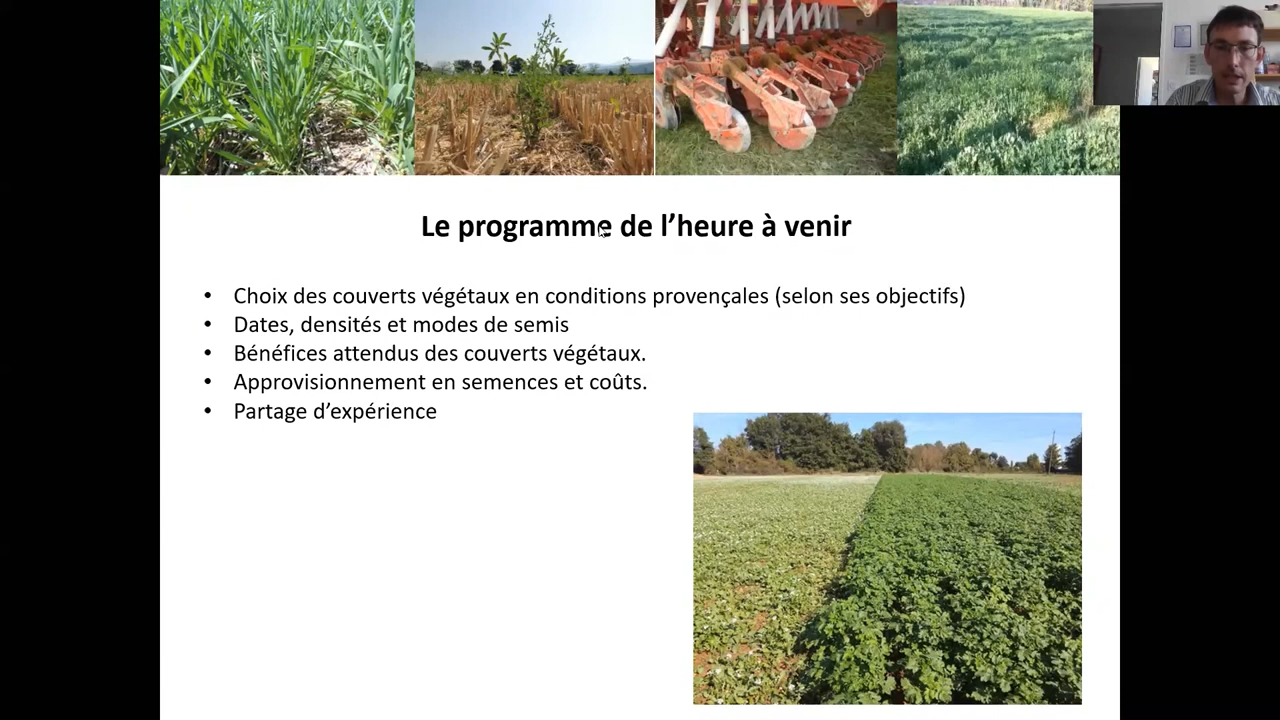 Le programme de l’heure à venir
• Choix des couverts végétaux en conditions provençales (selon ses objectifs)
• Dates, densités et modes de semis
• Bénéfices attendus des couverts végétaux.
• Approvisionnement en semences et coûts.
• Partage d’expérience